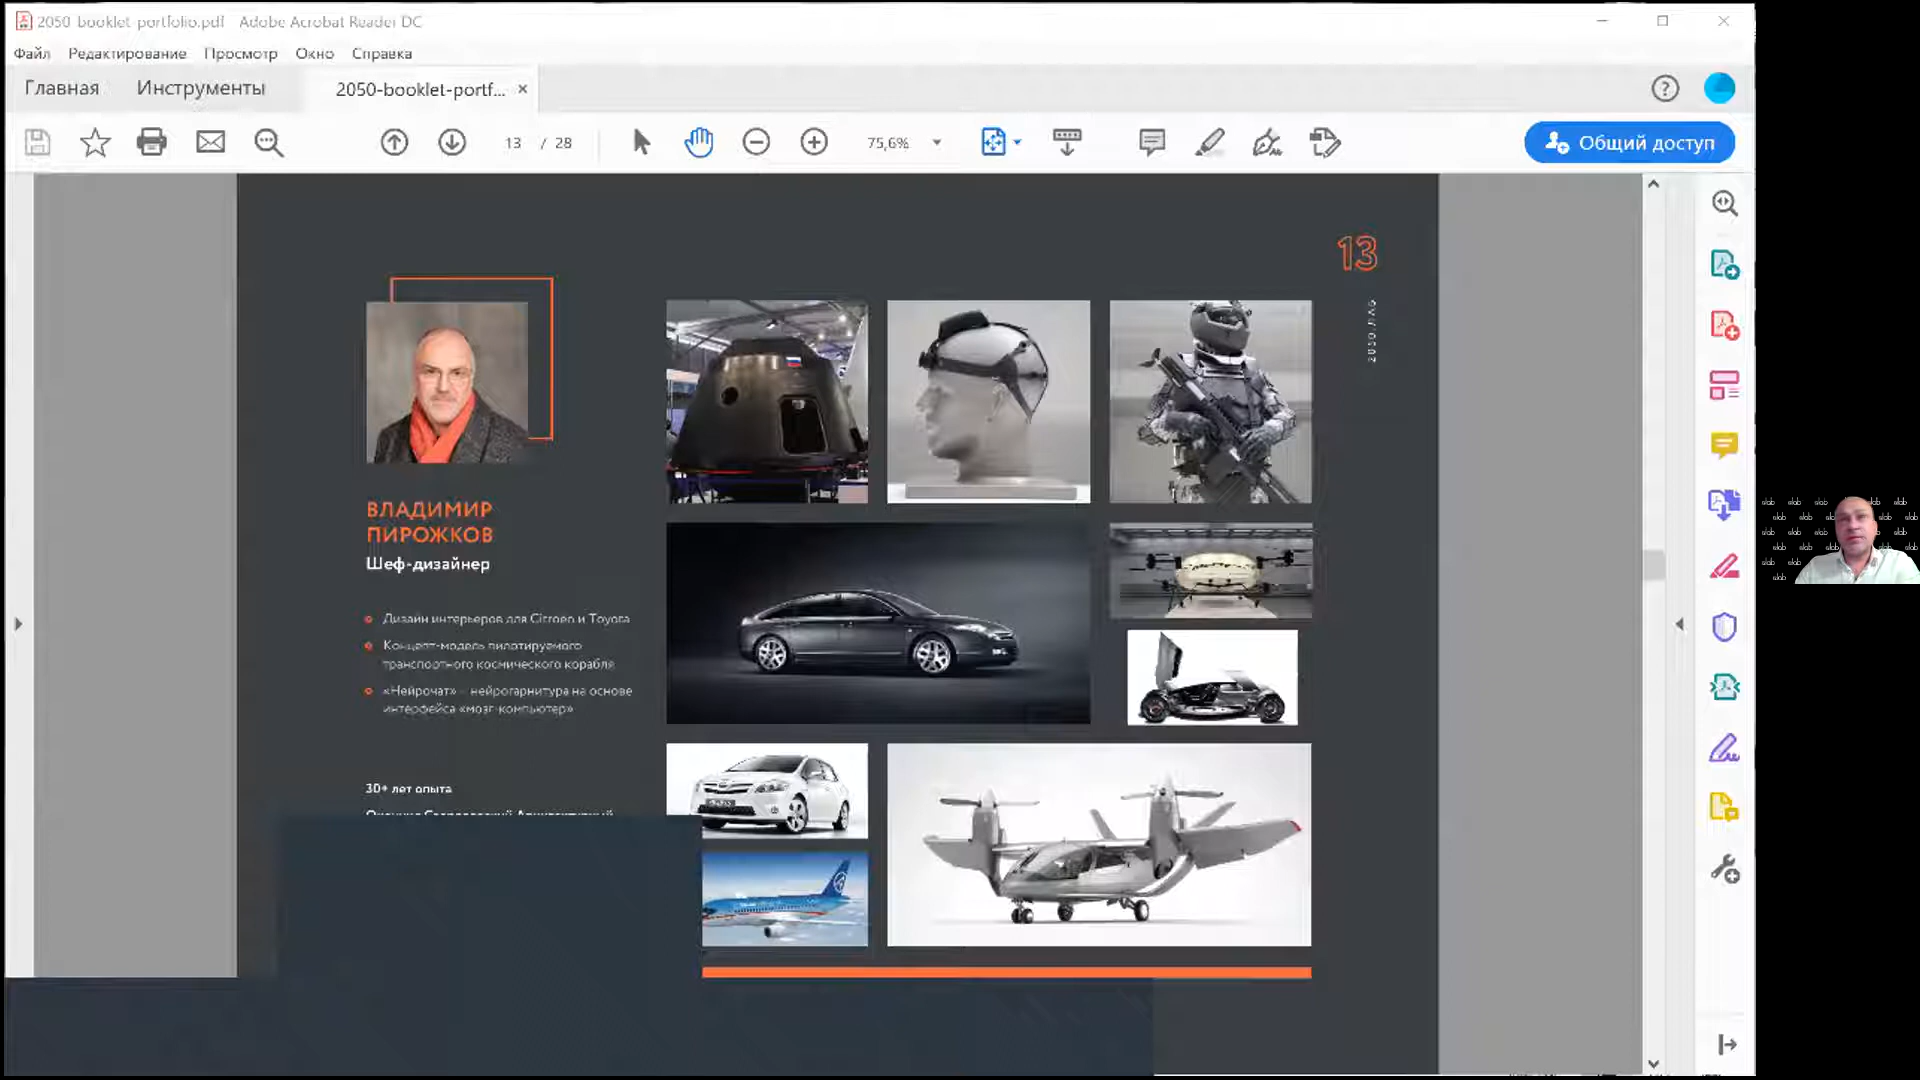 2050-booklet-portfolio.pdf - Adobe Acrobat Reader DC
Файл Редактирование Просмотр Окно Справка
Главная Инструменты 2050-booklet-portf... ×
13 / 28 75,6% Общий доступ
13
2050.ЛАБ
ВЛАДИМИР
ПИРОЖКОВ
Шеф-дизайнер
Дизайн интерьеров для Citroen и Toyota
Концепт-модель пилотируемого
транспортного космического корабля
«Нейрочат» – нейрогарнитура на основе
интерфейса «мозг-компьютер»
30+ лет опыта